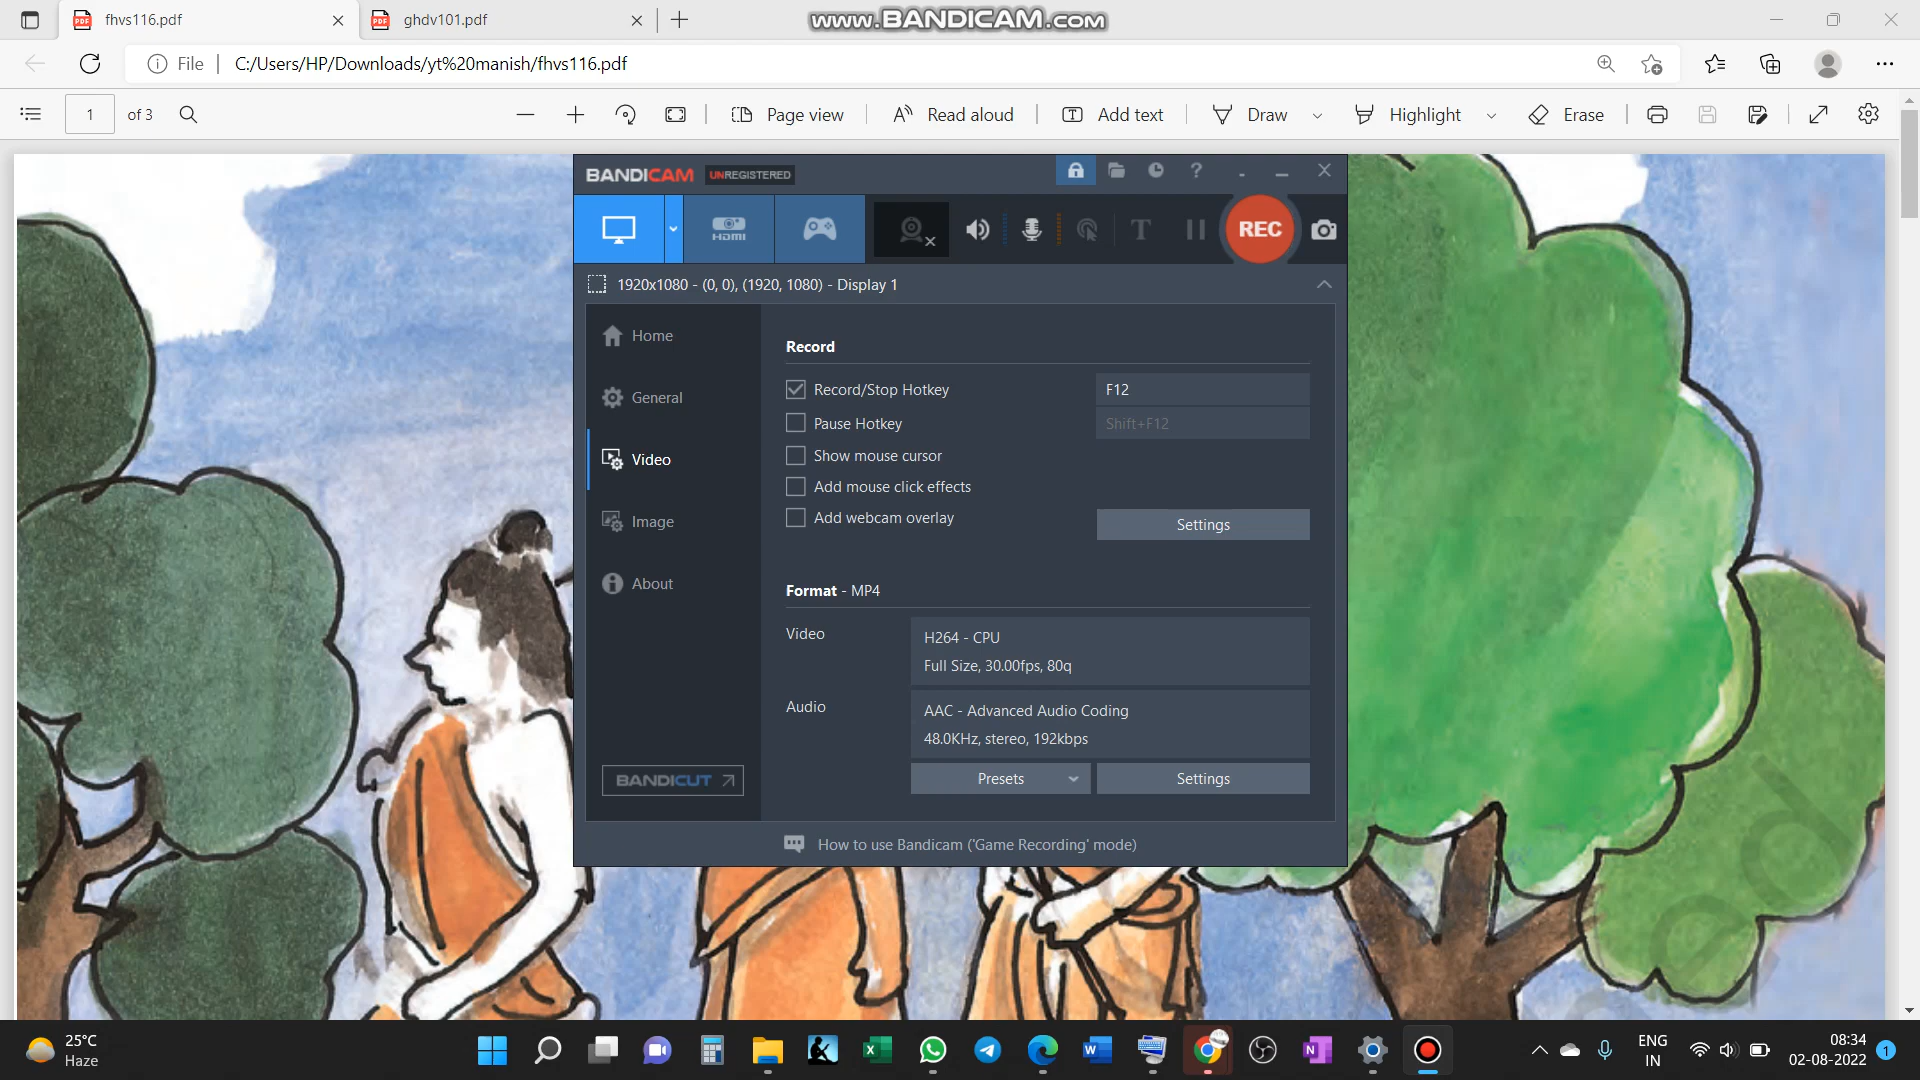 fhvs116.pdf
ghdv101.pdf
www.BANDICAM.com
File
C:/Users/HP/Downloads/yt%20manish/fhvs116.pdf
1 of 3
Page view
Read aloud
Add text
Draw
Highlight
Erase
BANDICAM UNREGISTERED
HDMI
REC
1920x1080 - (0, 0), (1920, 1080) - Display 1
Home
General
Video
Image
About
BANDICUT
Record
Record/Stop Hotkey
F12
Pause Hotkey
Shift+F12
Show mouse cursor
Add mouse click effects
Add webcam overlay
Settings
Format - MP4
Video
H264 - CPU
Full Size, 30.00fps, 80q
Audio
AAC - Advanced Audio Coding
48.0KHz, stereo, 192kbps
Presets
Settings
How to use Bandicam ('Game Recording' mode)
25°C
Haze
ENG
IN
08:34
02-08-2022
1